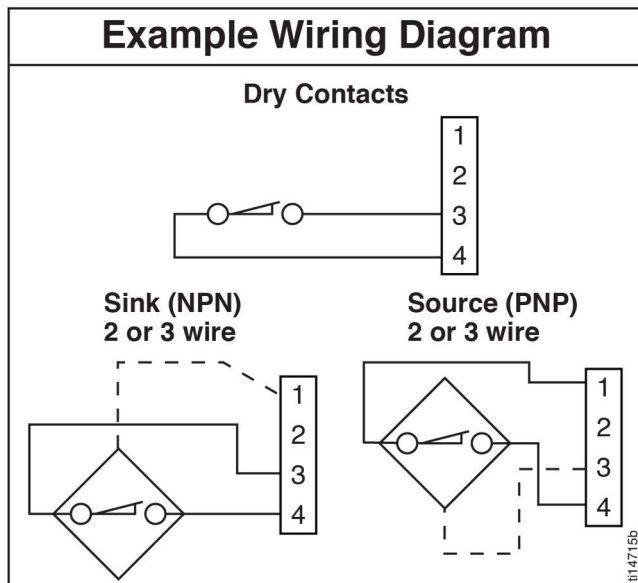 Example Wiring Diagram
Dry Contacts
1
2
3
4
Sink (NPN)
2 or 3 wire
1
2
3
4
Source (PNP)
2 or 3 wire
1
2
3
4
ti14715b